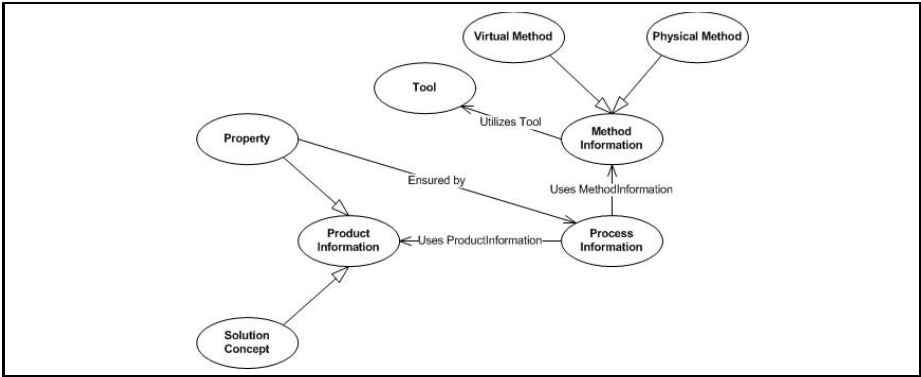 Virtual Method
Physical Method
Tool
Utilizes Tool
Method
Information
Property
Ensured by
Uses MethodInformation
Product
Information
Uses ProductInformation
Process
Information
Solution
Concept